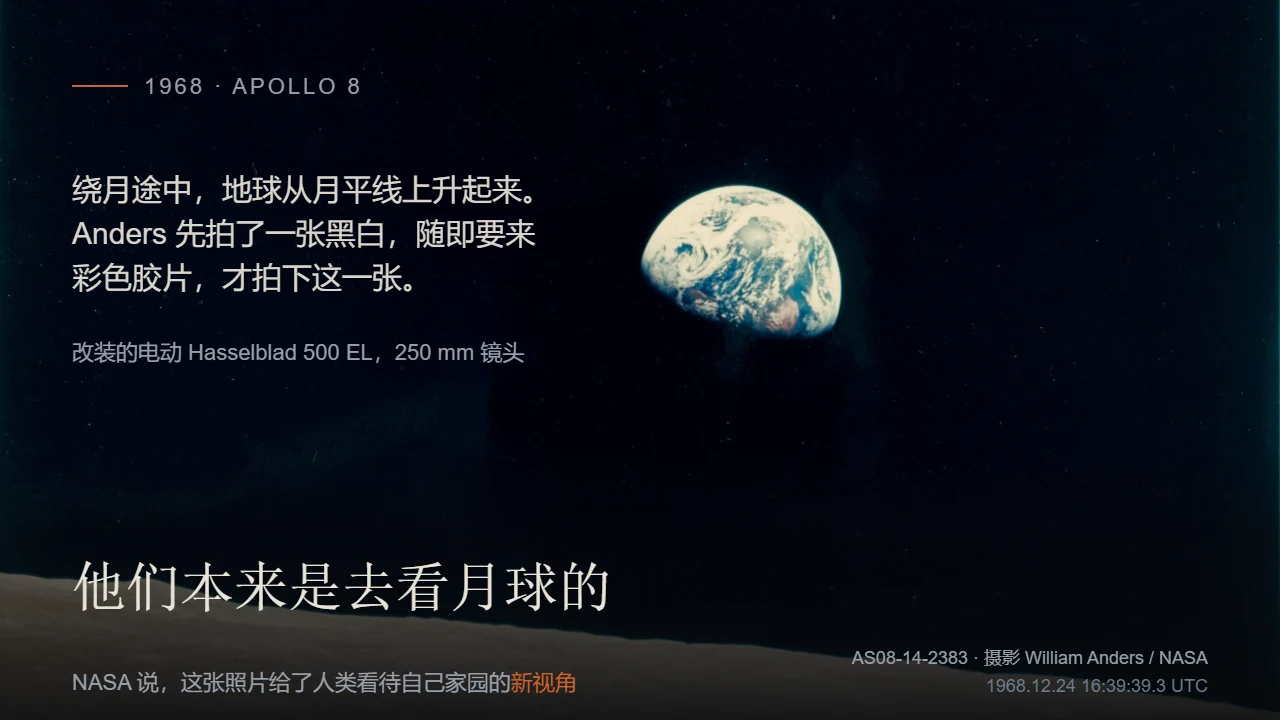 1968 · APOLLO 8
绕月途中，地球从月平线上升起来。
Anders 先拍了一张黑白，随即要来
彩色胶片，才拍下这一张。
改装的电动 Hasselblad 500 EL，250 mm 镜头
他们本来是去看月球的
NASA 说，这张照片给了人类看待自己家园的新视角
AS08-14-2383 · 摄影 William Anders / NASA
1968.12.24 16:39:39.3 UTC